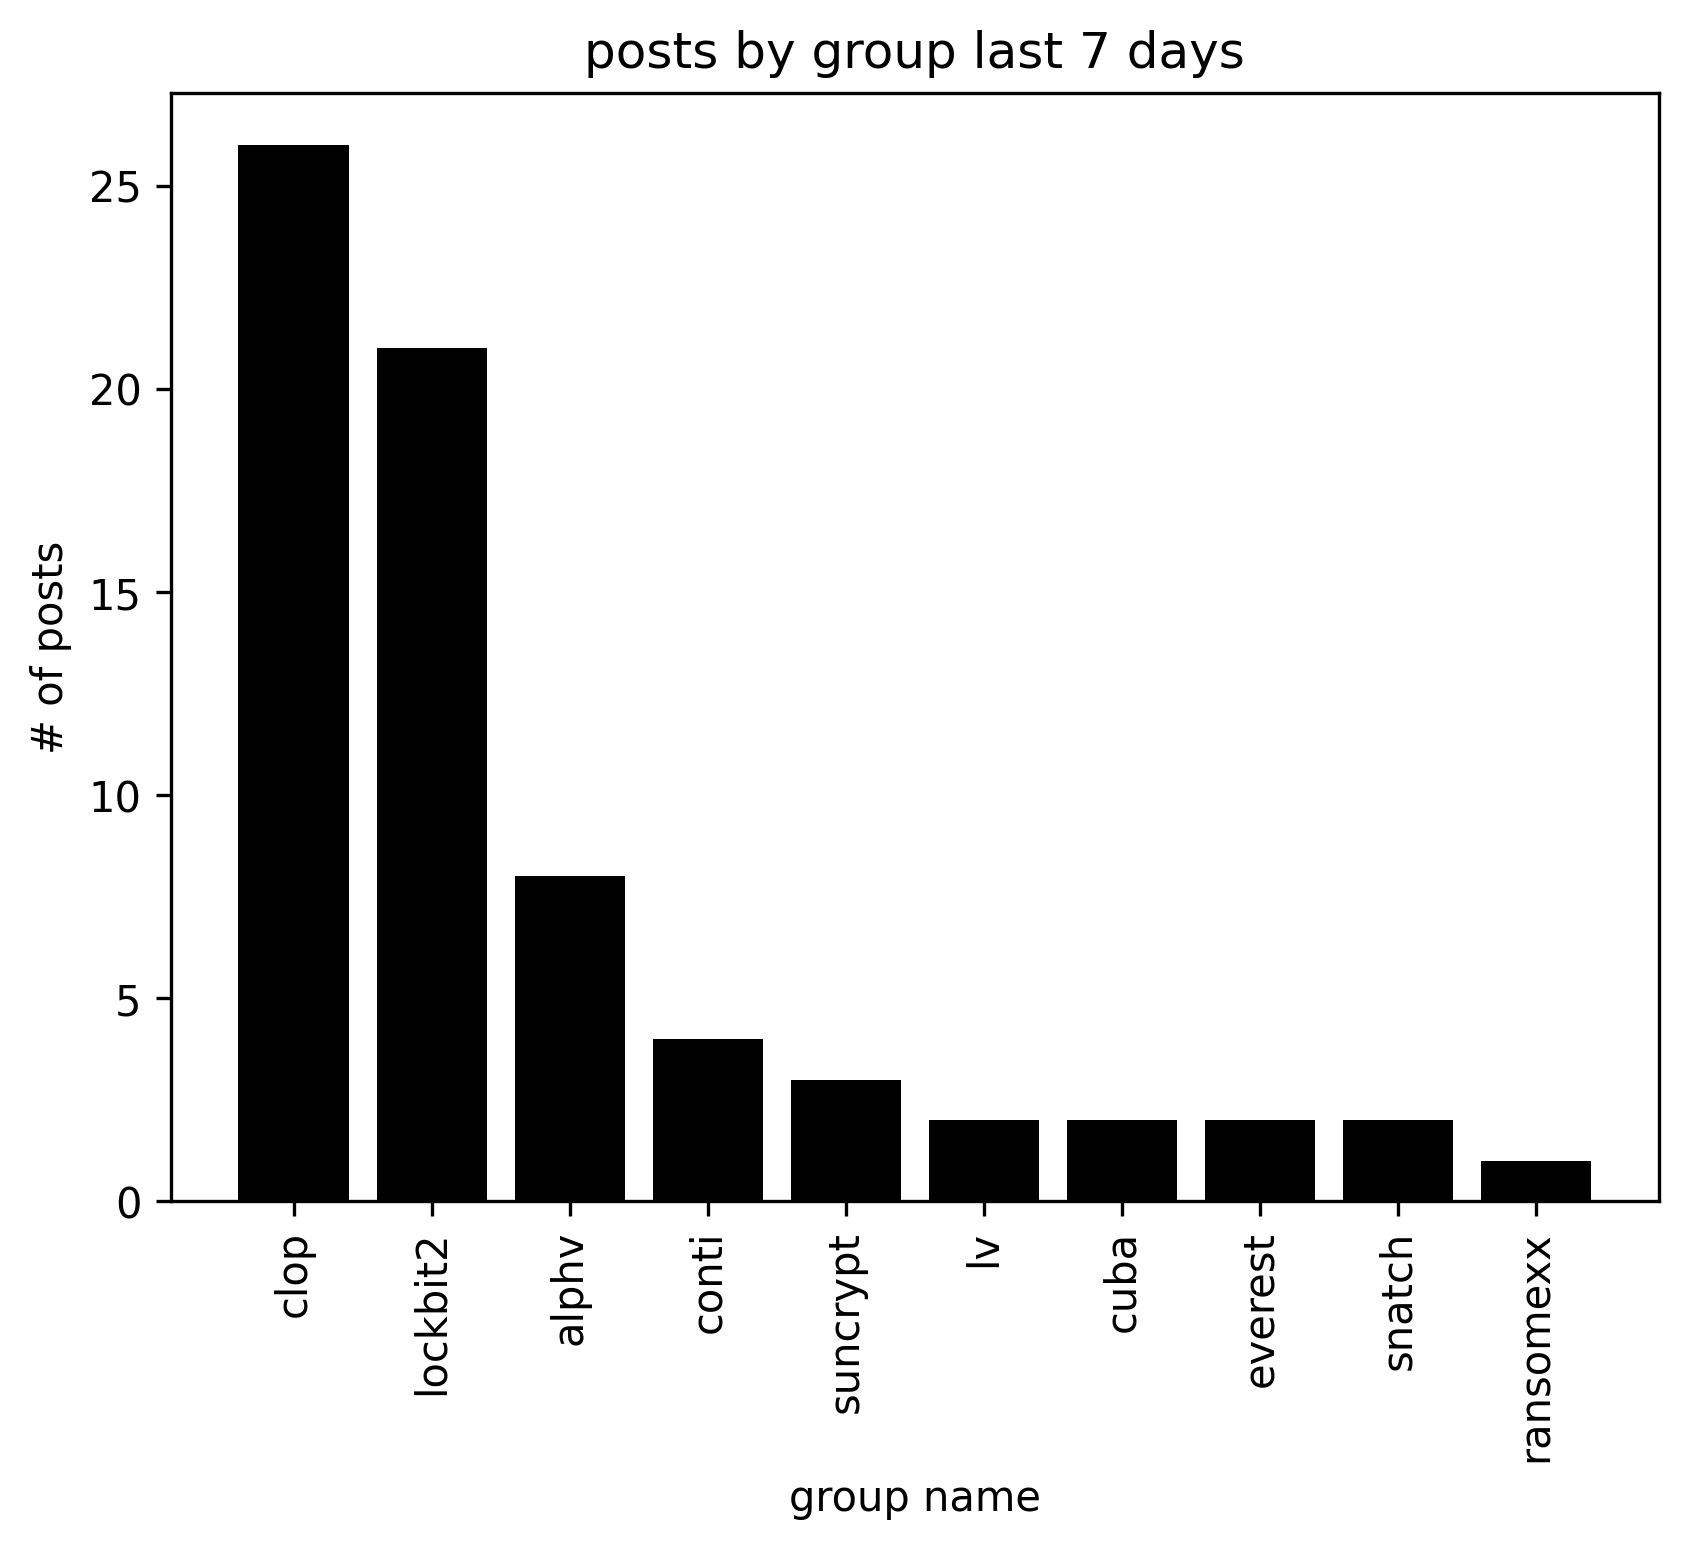 posts by group last 7 days
# of posts
25
20
15
10
5
0
clop
lockbit2
alphv
conti
suncrypt
lv
cuba
everest
snatch
ransomexx
group name